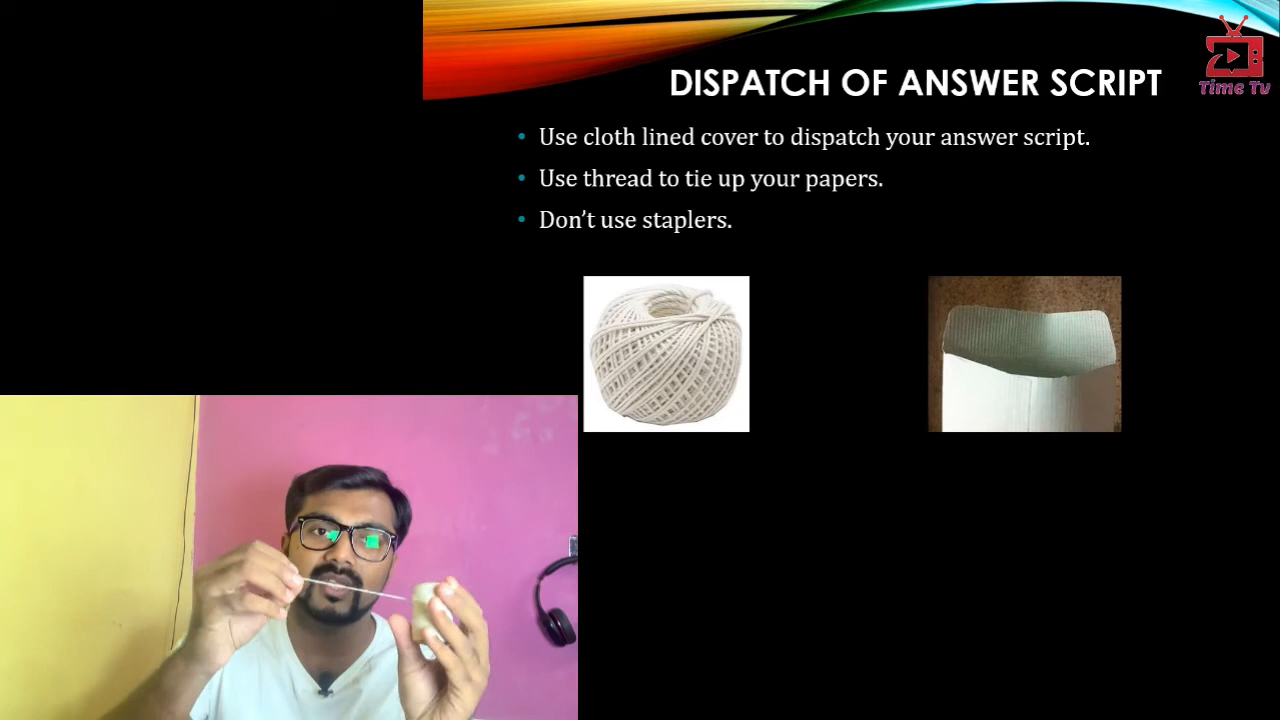 DISPATCH OF ANSWER SCRIPT
Time Tv
• Use cloth lined cover to dispatch your answer script.
• Use thread to tie up your papers.
• Don’t use staplers.